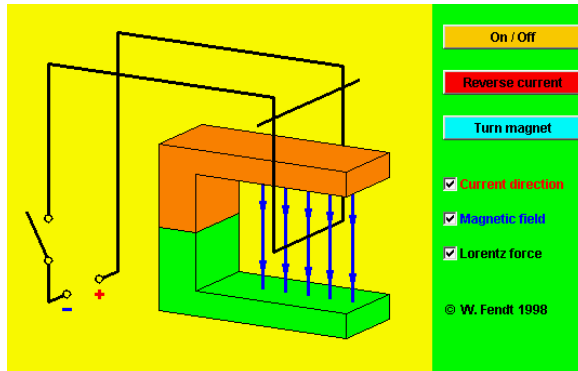 On / Off
Reverse current
Turn magnet
Current direction
Magnetic field
Lorentz force
© W. Fendt 1998
- +